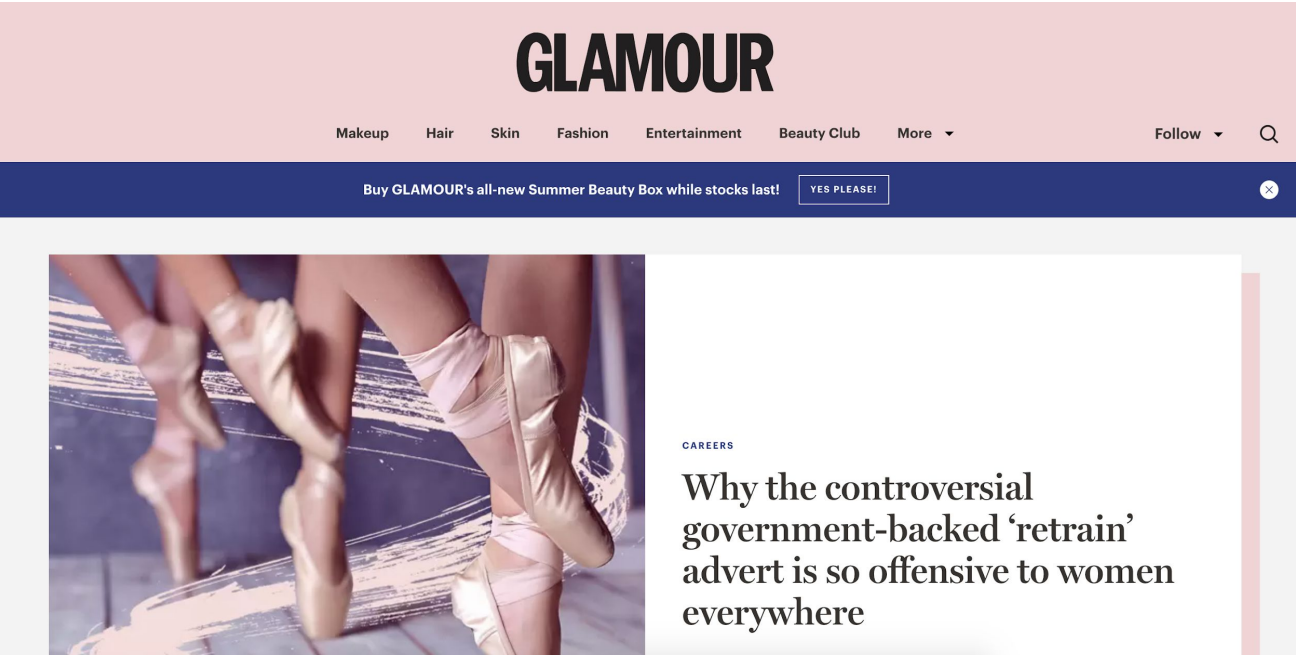 GLAMOUR
Makeup Hair Skin Fashion Entertainment Beauty Club More Follow
Buy GLAMOUR's all-new Summer Beauty Box while stocks last! YES PLEASE!
CAREERS
Why the controversial
government-backed ‘retrain’
advert is so offensive to women
everywhere